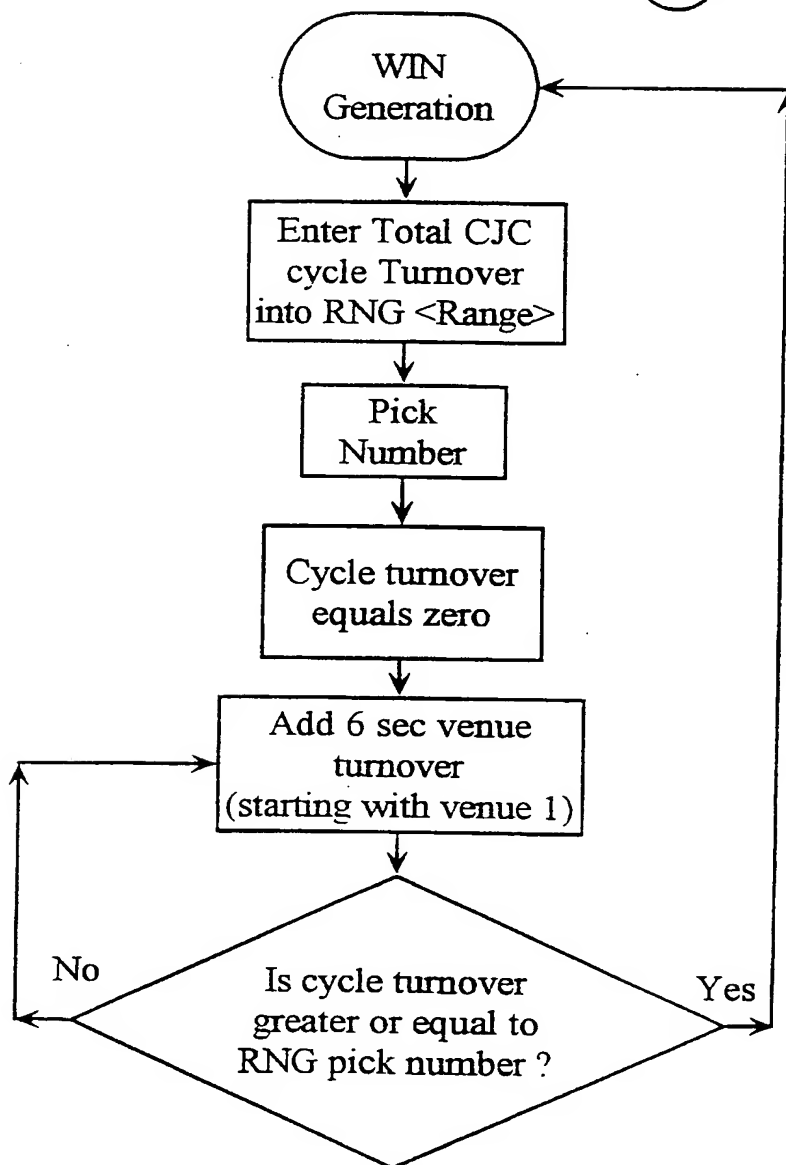 WIN
Generation
Enter Total CJC
cycle Turnover
into RNG <Range>
Pick
Number
Cycle turnover
equals zero
Add 6 sec venue
turnover
(starting with venue 1)
No
Is cycle turnover
greater or equal to
RNG pick number ?
Yes